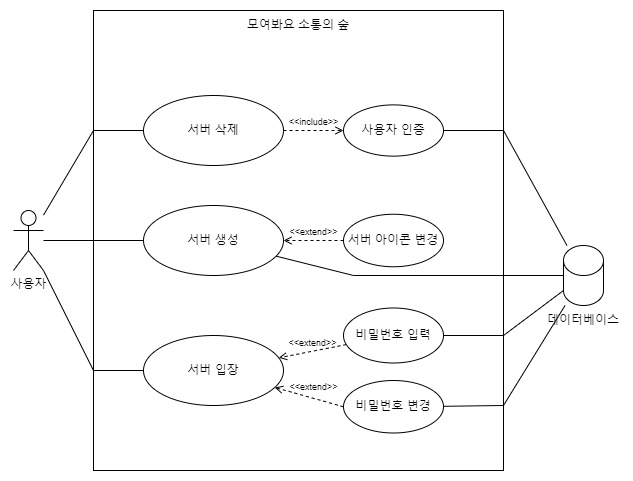 모여봐요 소통의 숲
서버 삭제
<<include>>
사용자 인증
서버 생성
<<extend>>
서버 아이콘 변경
사용자
데이터베이스
비밀번호 입력
<<extend>>
서버 입장
<<extend>>
비밀번호 변경